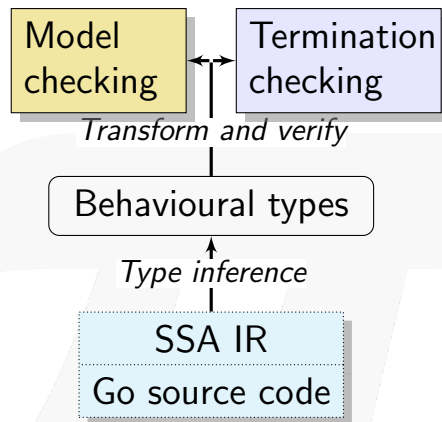 Model
checking
Termination
checking
Transform and verify
Behavioural types
Type inference
SSA IR
Go source code